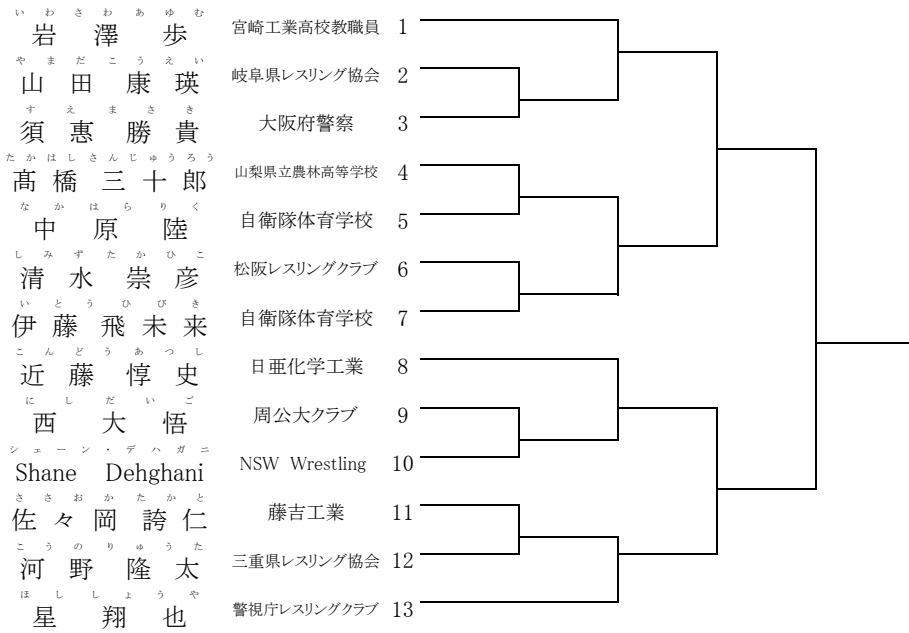 いわさわあゆむ
岩澤 歩 宮崎工業高校教職員 1
やまだこうえい
山田 康瑛 岐阜県レスリング協会 2
すえまさき
須惠 勝貴 大阪府警察 3
たかはしさんじゅうろう
髙橋 三十郎 山梨県立農林高等学校 4
なかはらりく
中原 陸 自衛隊体育学校 5
しみずたかひこ
清水 崇彦 松阪レスリングクラブ 6
いとうひびき
伊藤 飛未来 自衛隊体育学校 7
こんどうあつし
近藤 惇史 日亜化学工業 8
にしだいご
西 大悟 周公大クラブ 9
シェーン・デハガニ
Shane Dehghani NSW Wrestling 10
ささおかたかと
佐々岡 誇仁 藤吉工業 11
こうのりゅうた
河野 隆太 三重県レスリング協会 12
ほししょうや
星 翔也 警視庁レスリングクラブ 13